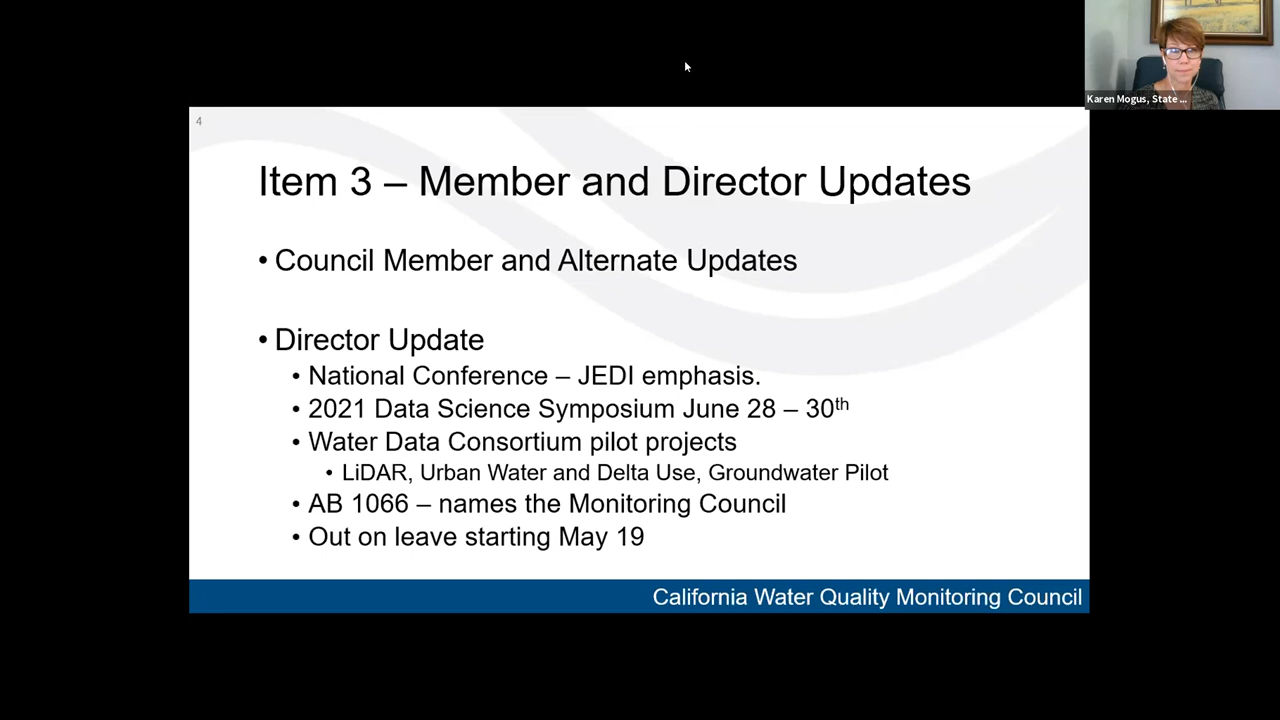 Karen Mogus, State ...
4
Item 3 – Member and Director Updates
• Council Member and Alternate Updates
• Director Update
• National Conference – JEDI emphasis.
• 2021 Data Science Symposium June 28 – 30th
• Water Data Consortium pilot projects
• LiDAR, Urban Water and Delta Use, Groundwater Pilot
• AB 1066 – names the Monitoring Council
• Out on leave starting May 19
California Water Quality Monitoring Council